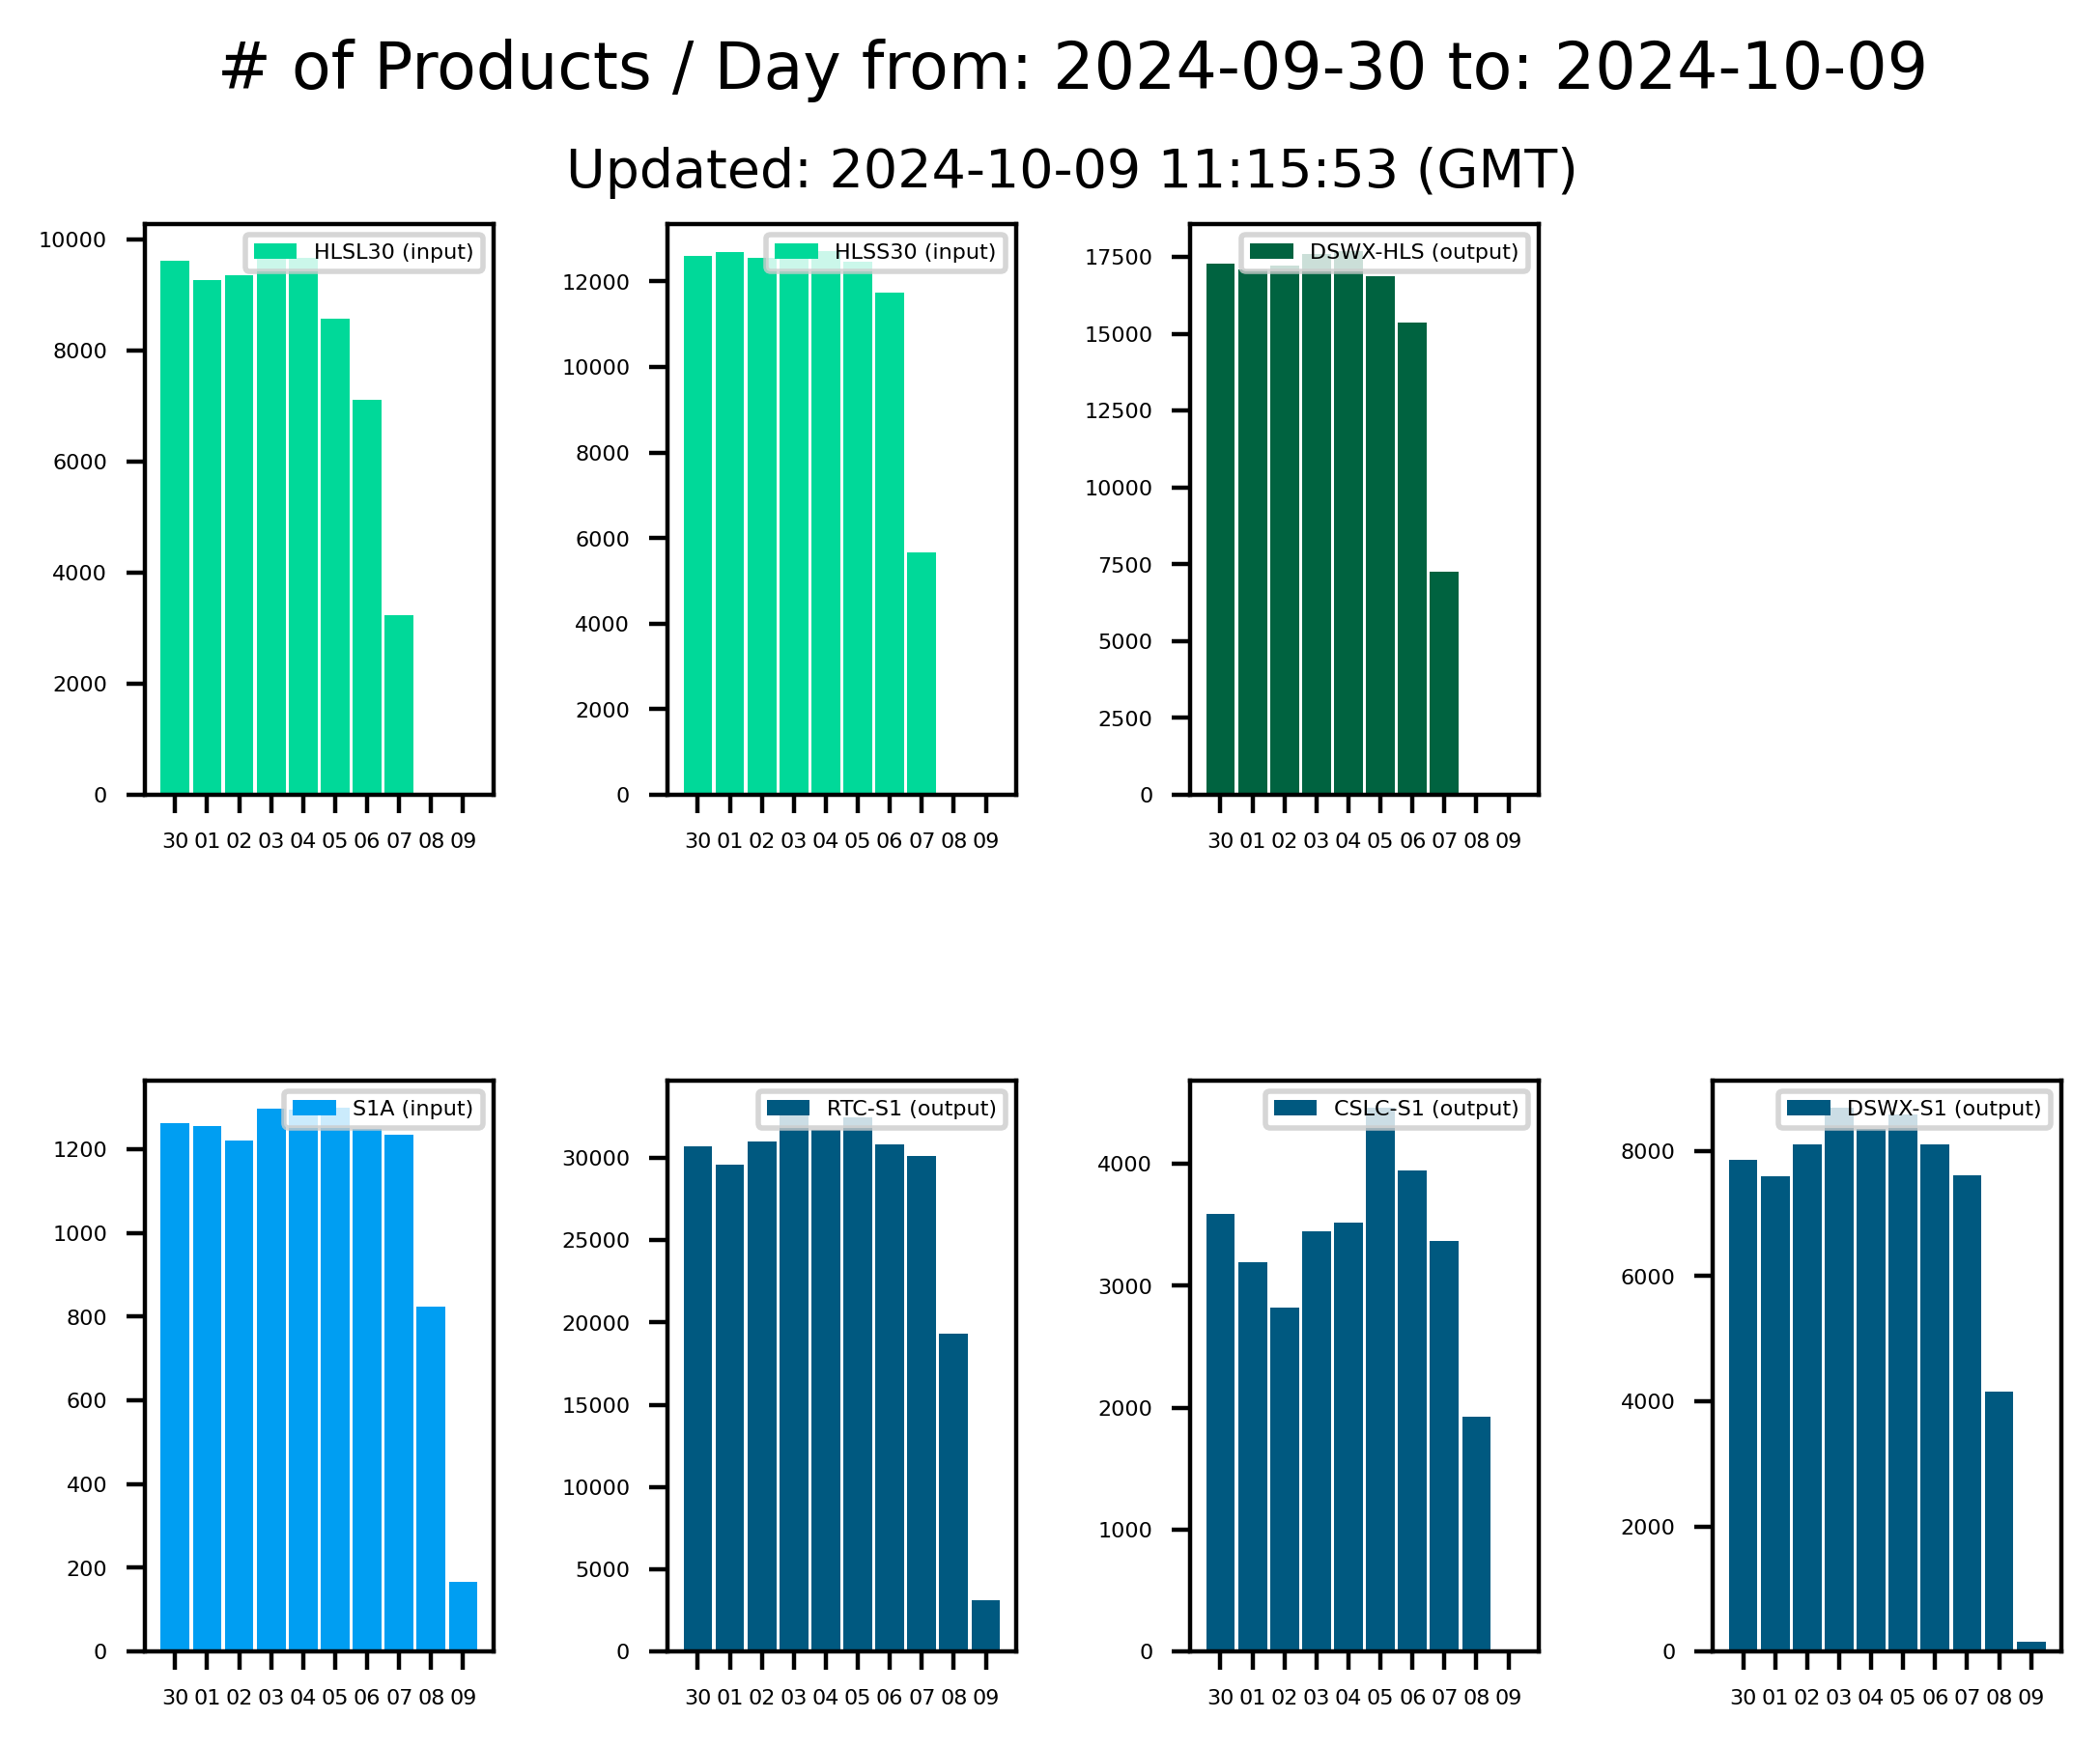 # of Products / Day from: 2024-09-30 to: 2024-10-09
Updated: 2024-10-09 11:15:53 (GMT)
HLSL30 (input)
10000
8000
6000
4000
2000
0
30 01 02 03 04 05 06 07 08 09
HLSS30 (input)
12000
10000
8000
6000
4000
2000
0
30 01 02 03 04 05 06 07 08 09
DSWX-HLS (output)
17500
15000
12500
10000
7500
5000
2500
0
30 01 02 03 04 05 06 07 08 09
S1A (input)
1200
1000
800
600
400
200
0
30 01 02 03 04 05 06 07 08 09
RTC-S1 (output)
30000
25000
20000
15000
10000
5000
0
30 01 02 03 04 05 06 07 08 09
CSLC-S1 (output)
4000
3000
2000
1000
0
30 01 02 03 04 05 06 07 08 09
DSWX-S1 (output)
8000
6000
4000
2000
0
30 01 02 03 04 05 06 07 08 09